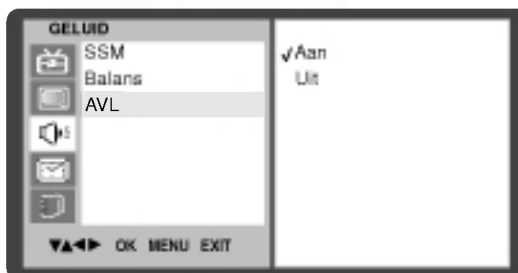 GELUID
SSM
Balans
AVL
√Aan
Uit
▼▲◀▶ OK MENU EXIT